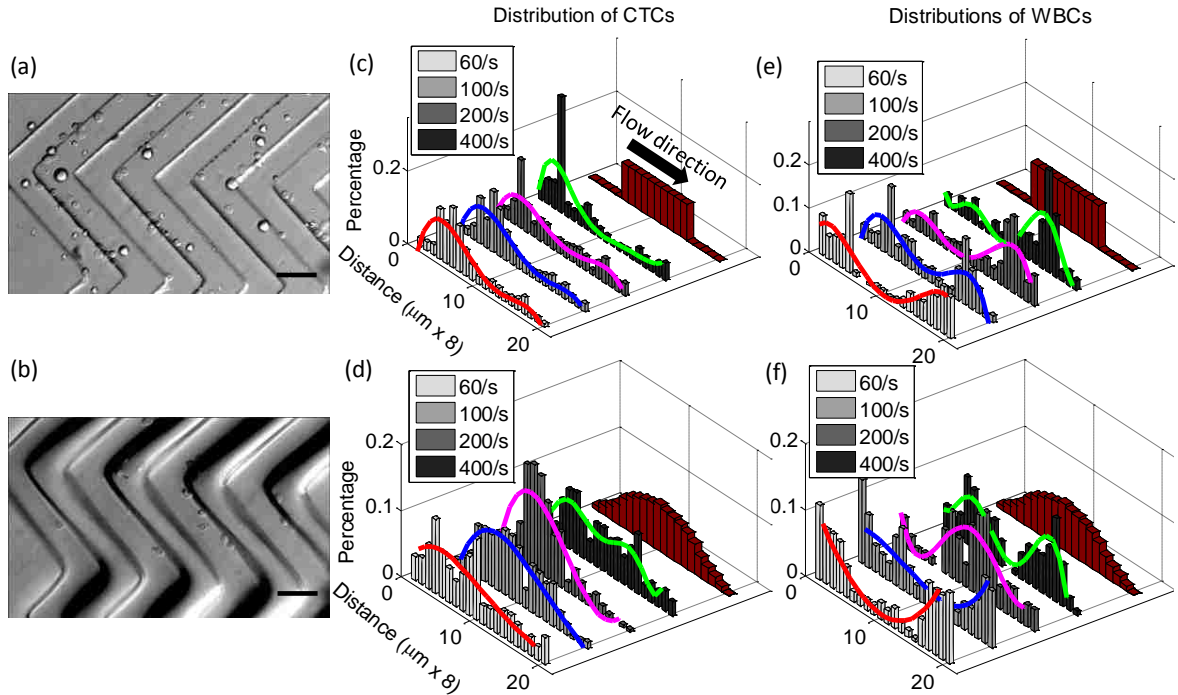 Distribution of CTCs
Distributions of WBCs
(a)
(c)
60/s
100/s
200/s
400/s
Flow direction
Percentage
0.2
0
0
10
20
Distance (μm x 8)
(e)
60/s
100/s
200/s
400/s
0.2
0.1
0
0
10
20
(b)
(d)
60/s
100/s
200/s
400/s
Percentage
0.2
0.1
0
0
10
20
Distance (μm x 8)
(f)
60/s
100/s
200/s
400/s
0.2
0.1
0
0
10
20